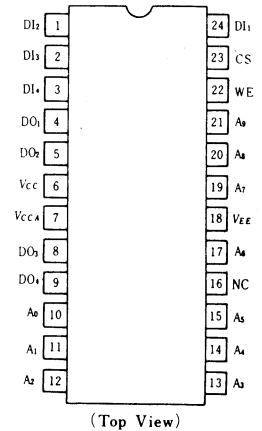 DI₂ 1 24 DI₁
DI₃ 2 23 CS
DI₄ 3 22 WE
DO₁ 4 21 A₉
DO₂ 5 20 A₈
Vcc 6 19 A₇
VCCA 7 18 VEE
DO₃ 8 17 A₆
DO₄ 9 16 NC
A₀ 10 15 A₅
A₁ 11 14 A₄
A₂ 12 13 A₃
(Top View)